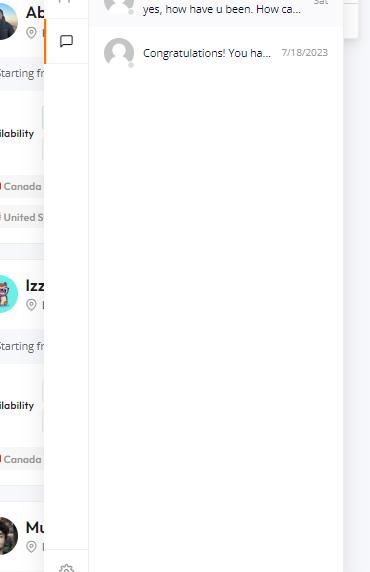 Ab
Sat
yes, how have u been. How ca...
Congratulations! You ha... 7/18/2023
Starting fr
ilability
Canada
United S
Izz
Starting fr
ilability
Canada
Mu